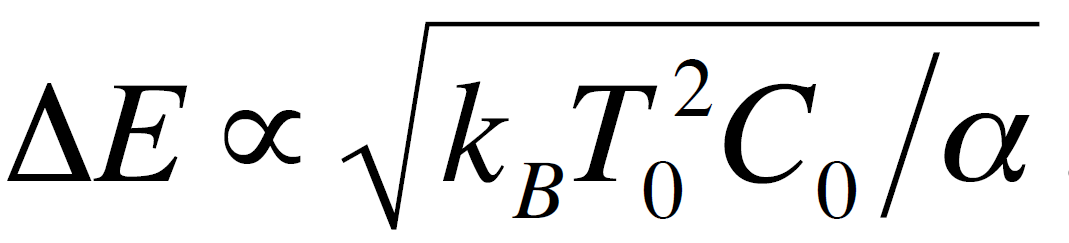 ΔE ∝ √(k_B T_0^2 C_0 / α)